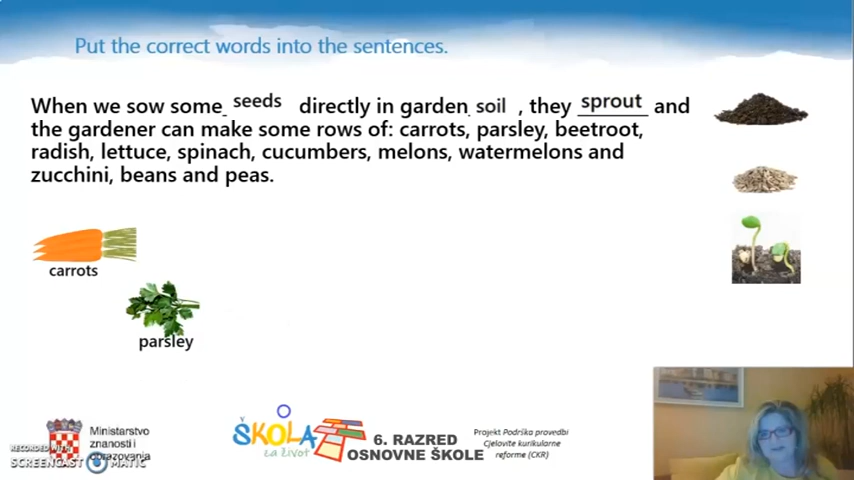 Put the correct words into the sentences.
When we sow some seeds directly in garden soil , they sprout and
the gardener can make some rows of: carrots, parsley, beetroot,
radish, lettuce, spinach, cucumbers, melons, watermelons and
zucchini, beans and peas.
carrots
parsley
Ministarstvo
znanosti i
obrazovanja
RECORDED WITH
SCREENCAST MATIC
ŠKOLA
za život
6. RAZRED
OSNOVNE ŠKOLE
Projekt Podrška provedbi
Cjelovite kurikularne
reforme (CKR)